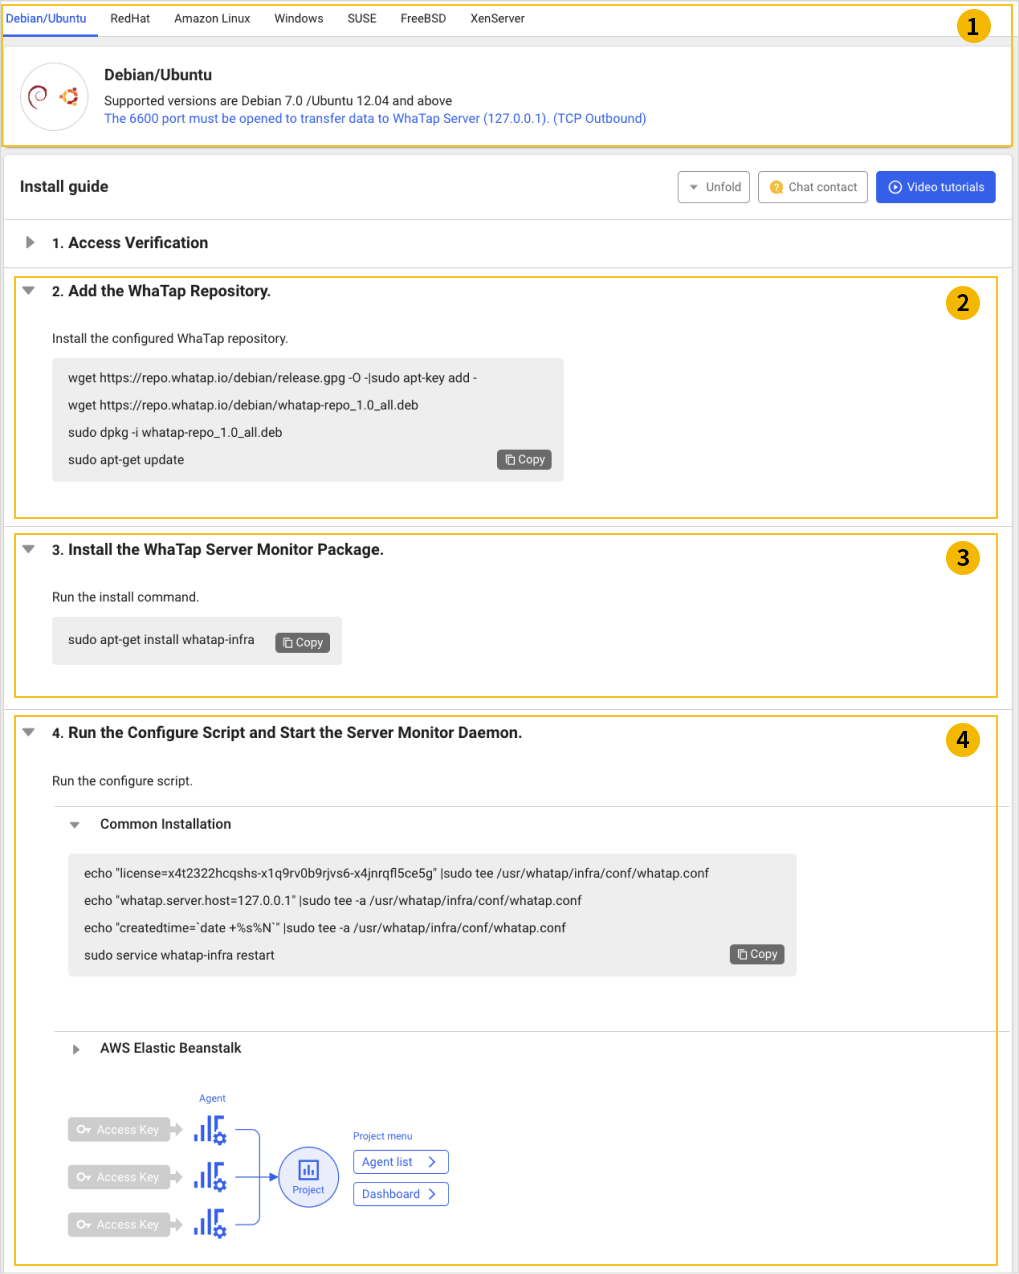 Debian/Ubuntu RedHat Amazon Linux Windows SUSE FreeBSD XenServer
1
Debian/Ubuntu
Supported versions are Debian 7.0 /Ubuntu 12.04 and above
The 6600 port must be opened to transfer data to WhaTap Server (127.0.0.1). (TCP Outbound)
Install guide
Unfold
Chat contact
Video tutorials
1. Access Verification
2. Add the WhaTap Repository.
2
Install the configured WhaTap repository.
wget https://repo.whatap.io/debian/release.gpg -O -|sudo apt-key add -
wget https://repo.whatap.io/debian/whatap-repo_1.0_all.deb
sudo dpkg -i whatap-repo_1.0_all.deb
sudo apt-get update
Copy
3. Install the WhaTap Server Monitor Package.
3
Run the install command.
sudo apt-get install whatap-infra
Copy
4. Run the Configure Script and Start the Server Monitor Daemon.
4
Run the configure script.
Common Installation
echo "license=x4t2322hcqshs-x1q9rv0b9rjvs6-x4jnrqfl5ce5g" |sudo tee /usr/whatap/infra/conf/whatap.conf
echo "whatap.server.host=127.0.0.1" |sudo tee -a /usr/whatap/infra/conf/whatap.conf
echo "createdtime=`date +%s%N`" |sudo tee -a /usr/whatap/infra/conf/whatap.conf
sudo service whatap-infra restart
Copy
AWS Elastic Beanstalk
Agent
Access Key
Access Key
Access Key
Project
Project menu
Agent list
Dashboard